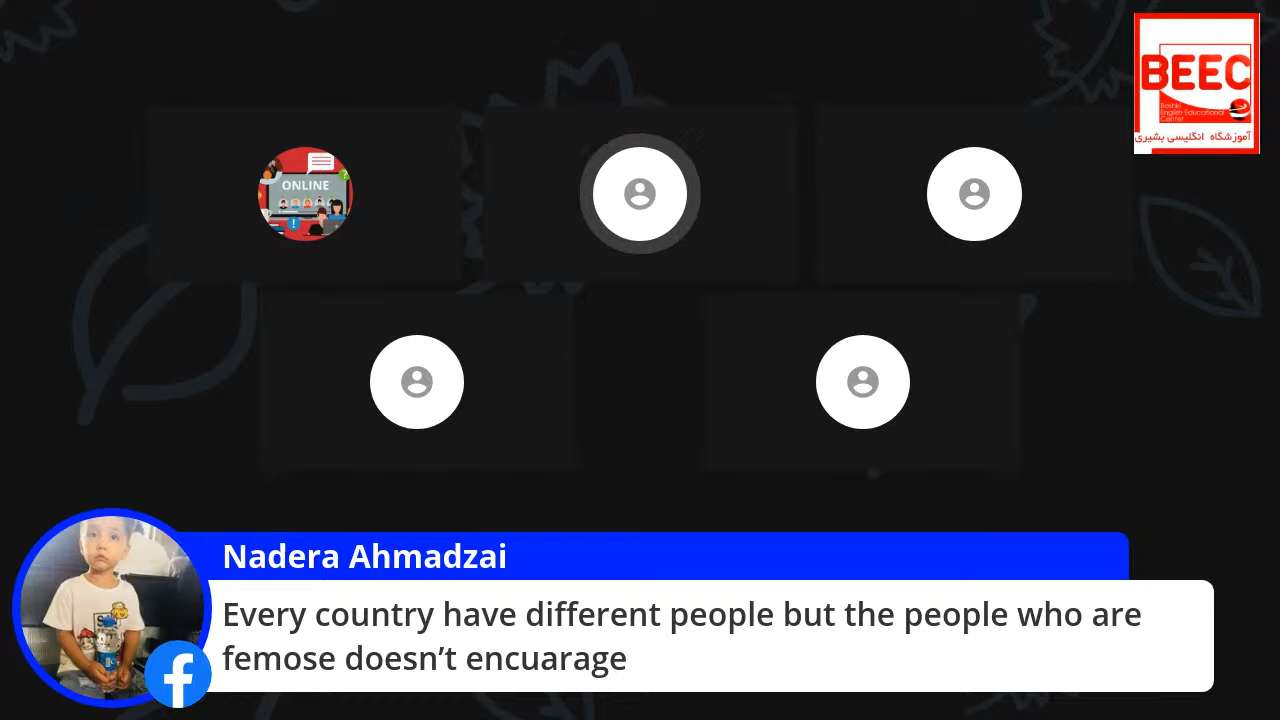 BEEC
Bashiri
English Educational
Center
آموزشگاه انگلیسی بشیری
ONLINE
?
!
Nadera Ahmadzai
Every country have different people but the people who are
femose doesn’t encuarage